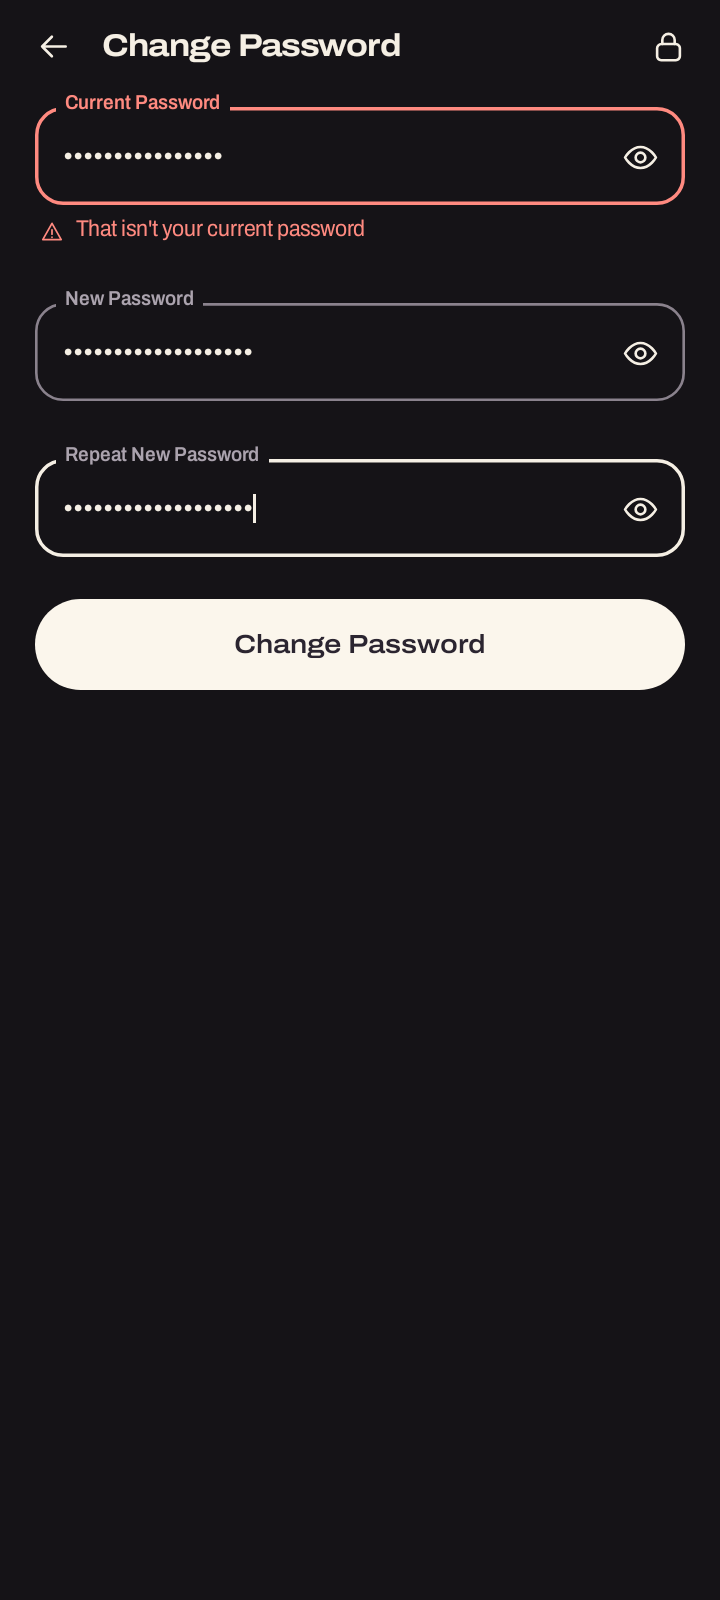 Change Password
Current Password
••••••••••••••••
That isn't your current password
New Password
•••••••••••••••••••
Repeat New Password
•••••••••••••••••••
Change Password